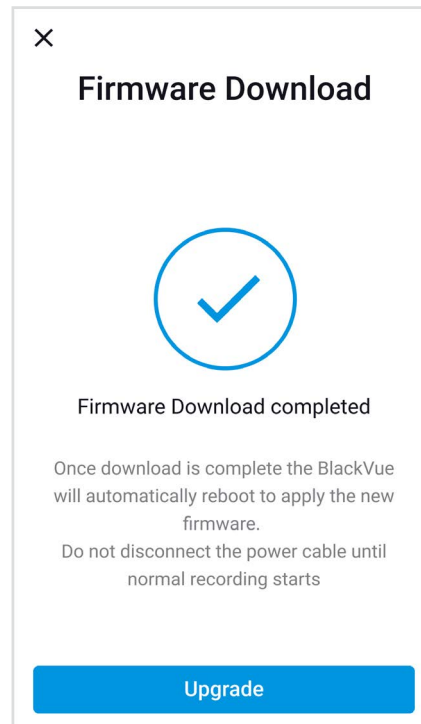 Firmware Download
Firmware Download completed
Once download is complete the BlackVue
will automatically reboot to apply the new
firmware.
Do not disconnect the power cable until
normal recording starts
Upgrade